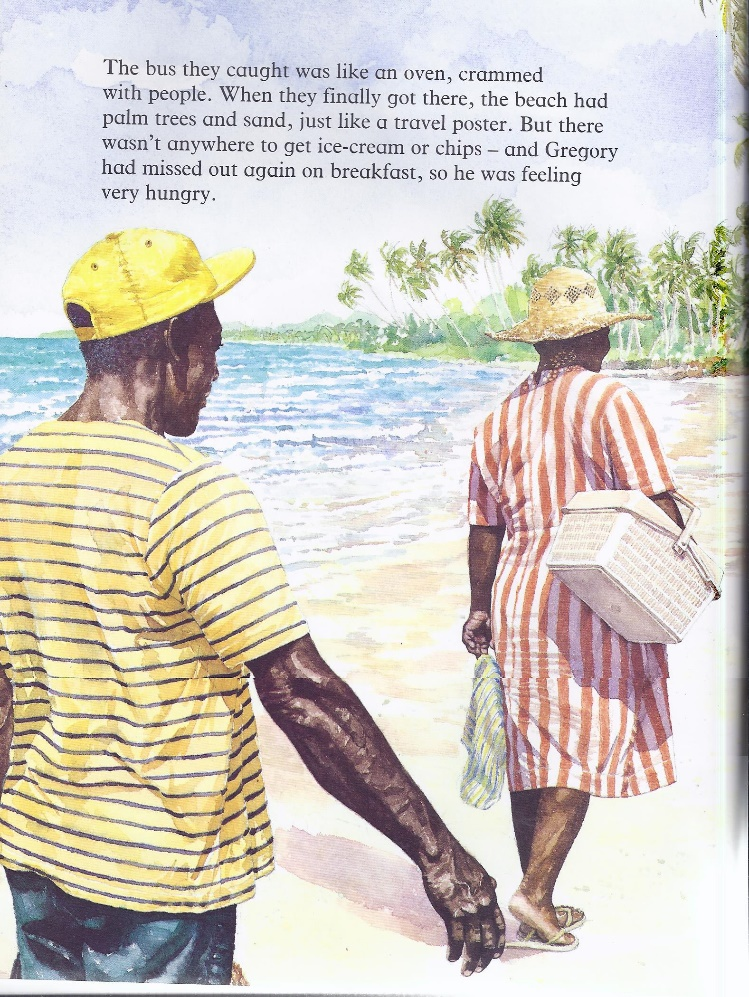 The bus they caught was like an oven, crammed
with people. When they finally got there, the beach had
palm trees and sand, just like a travel poster. But there
wasn't anywhere to get ice-cream or chips – and Gregory
had missed out again on breakfast, so he was feeling
very hungry.